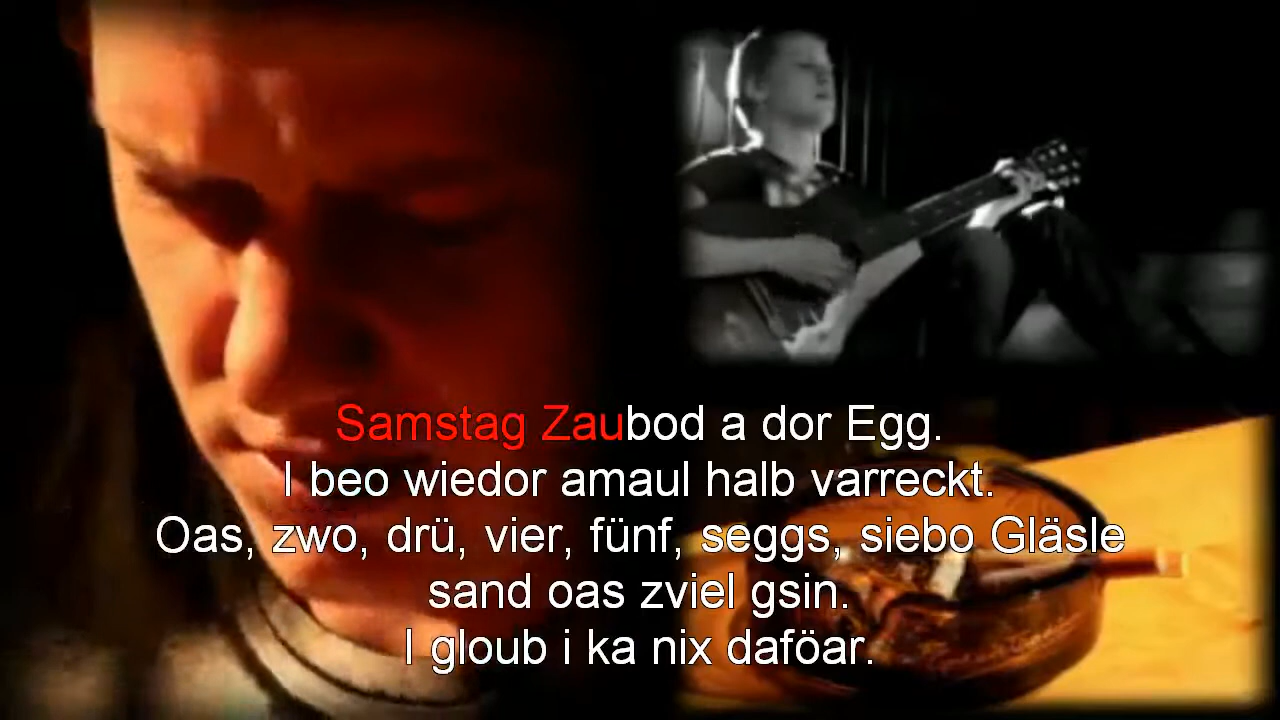 Samstag Zaubod a dor Egg.
I beo wiedor amaul halb varreckt.
Oas, zwo, drü, vier, fünf, seggs, siebo Gläsle
sand oas zviel gsin.
I gloub i ka nix daföar.